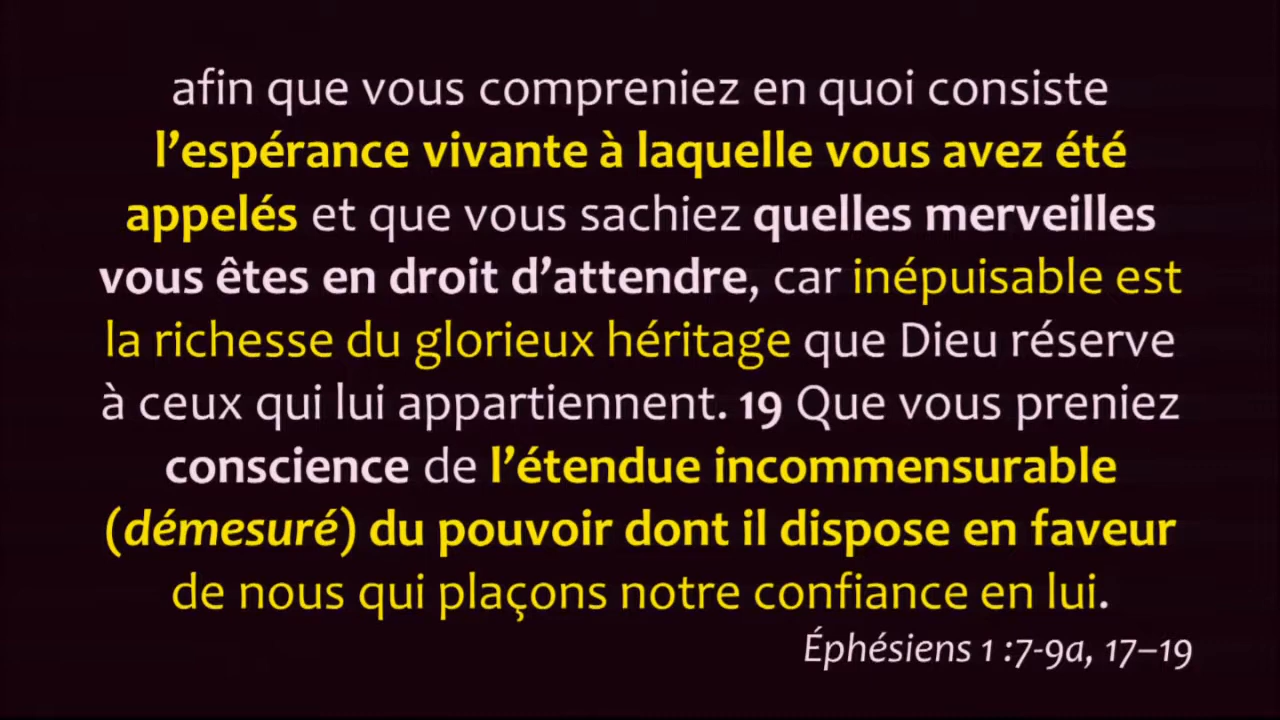 afin que vous compreniez en quoi consiste
l’espérance vivante à laquelle vous avez été
appelés et que vous sachiez quelles merveilles
vous êtes en droit d’attendre, car inépuisable est
la richesse du glorieux héritage que Dieu réserve
à ceux qui lui appartiennent. 19 Que vous preniez
conscience de l’étendue incommensurable
(démesuré) du pouvoir dont il dispose en faveur
de nous qui plaçons notre confiance en lui.
Éphésiens 1 :7-9a, 17–19